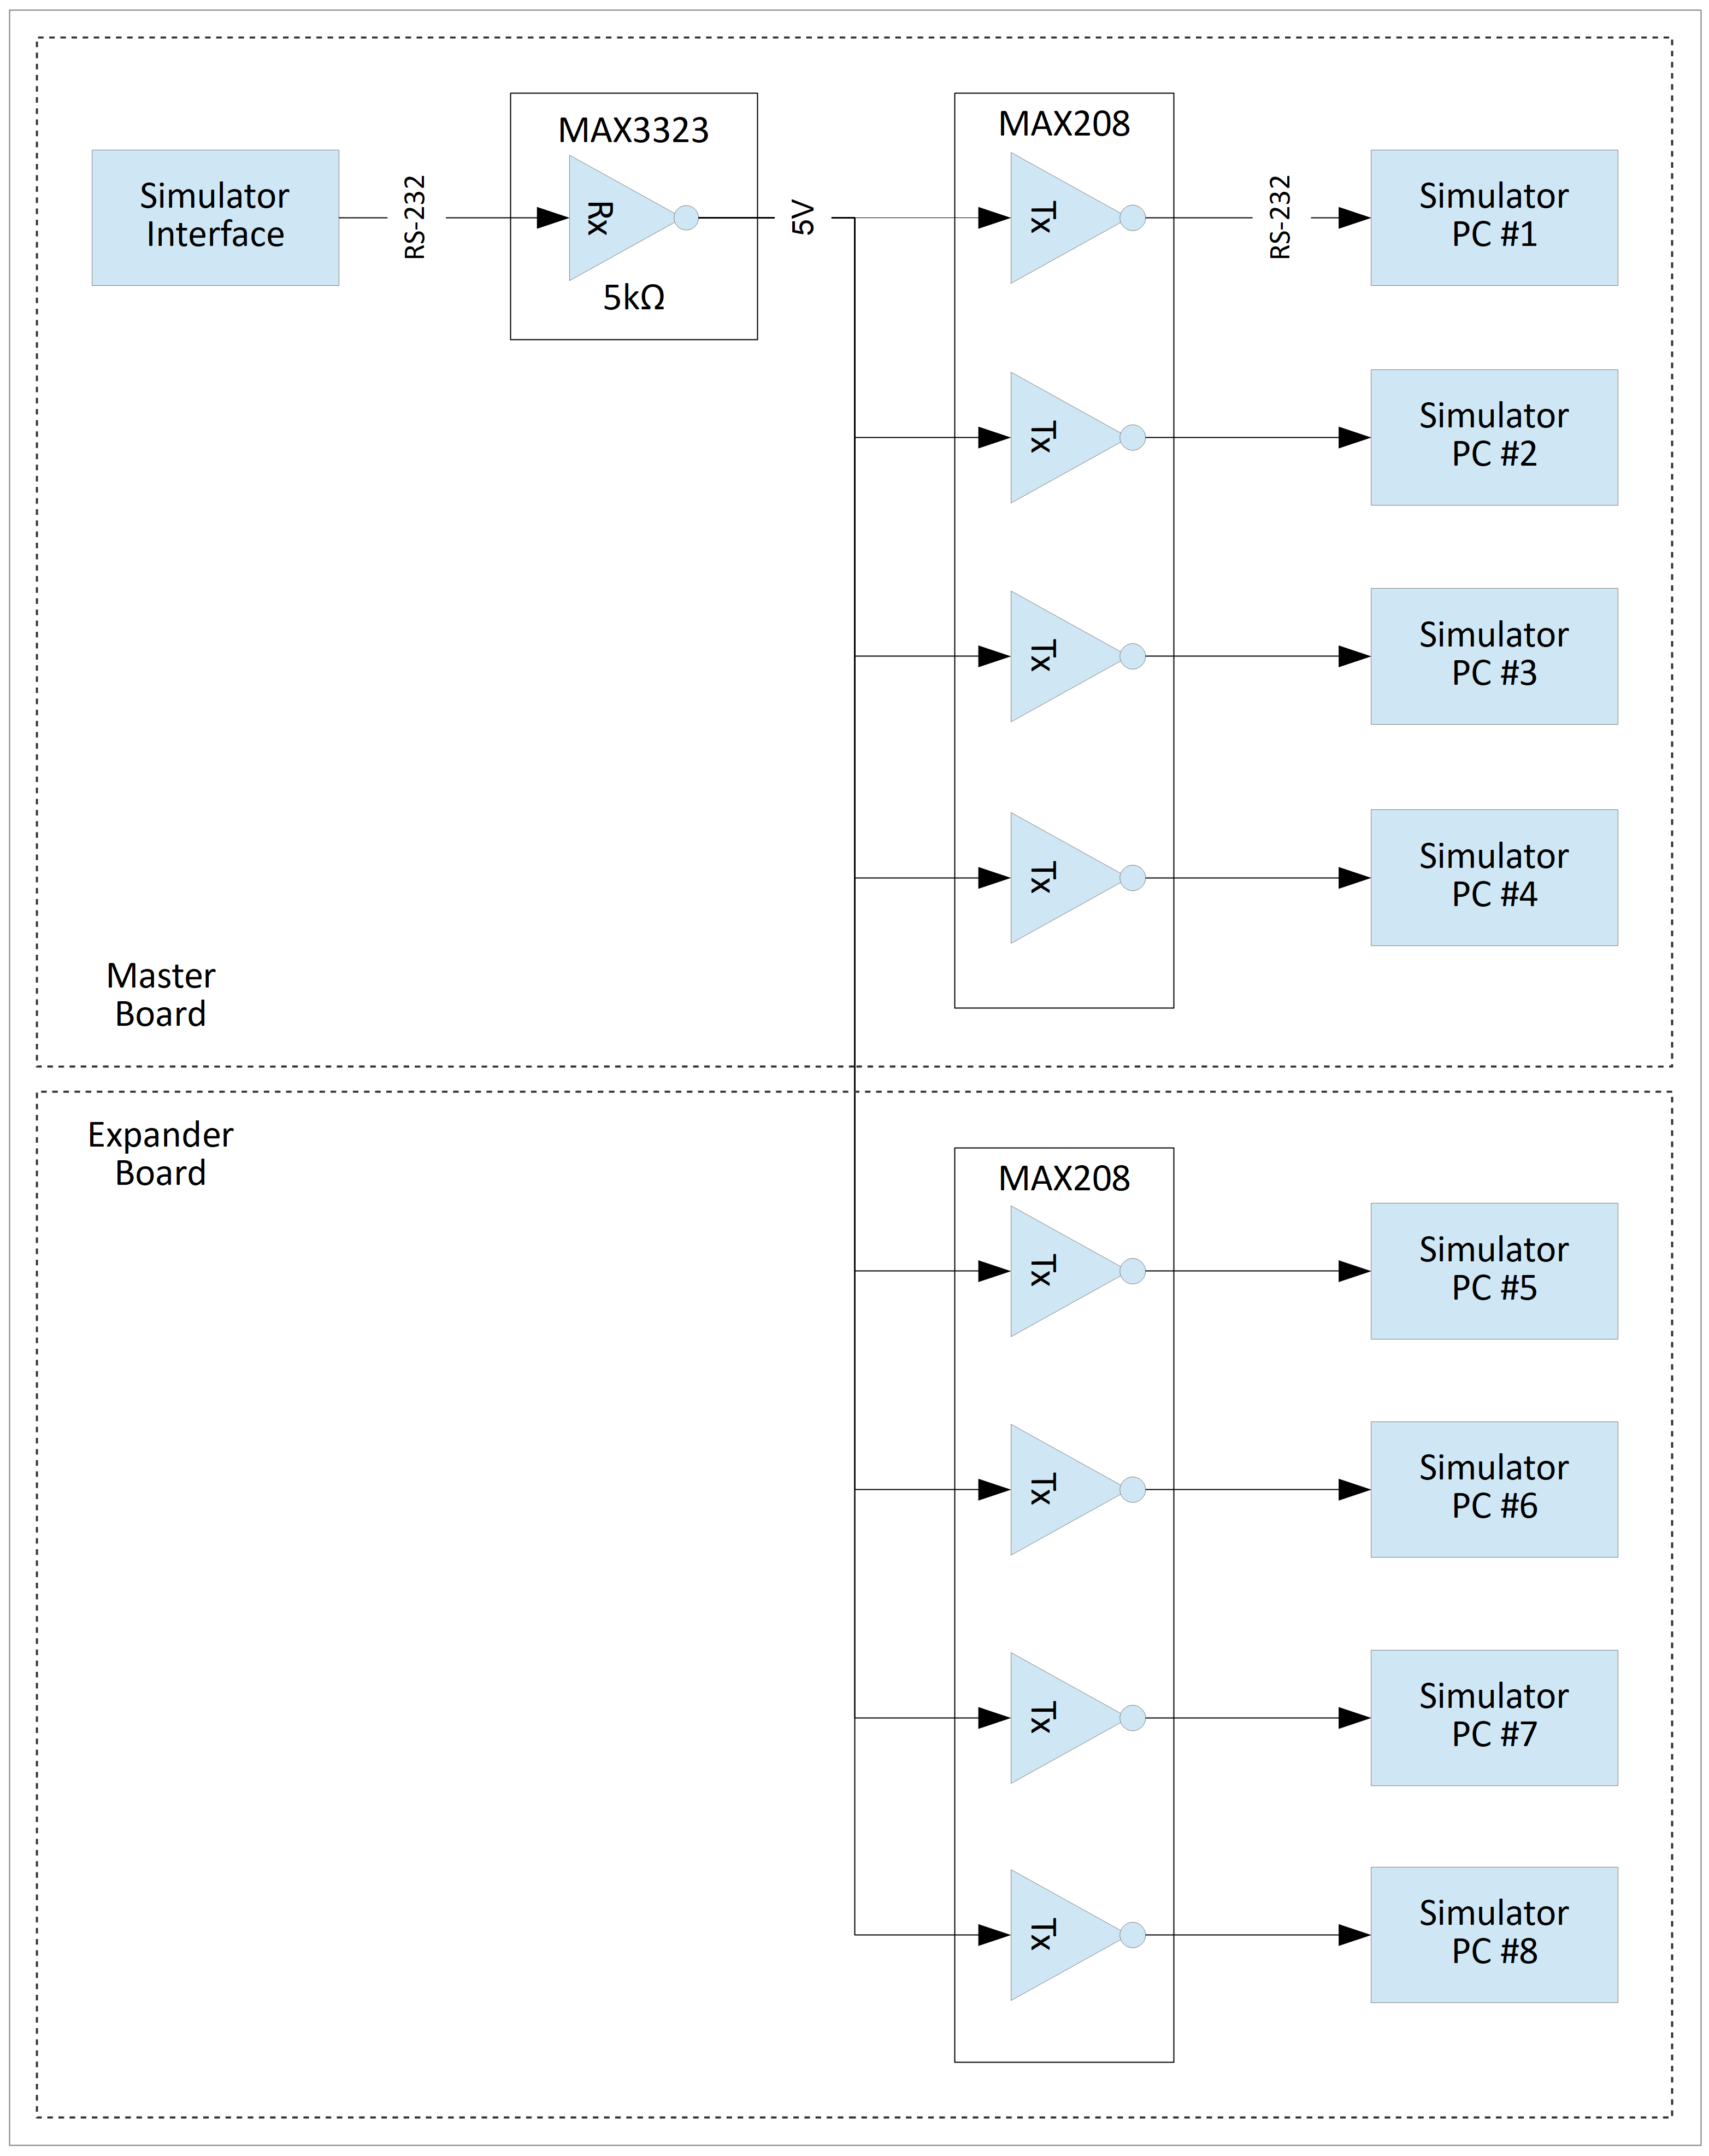 MAX3323
MAX208
Simulator
Interface
RS-232
Rx
5kΩ
5V
Tx
RS-232
Simulator
PC #1
Tx
Simulator
PC #2
Tx
Simulator
PC #3
Tx
Simulator
PC #4
Master
Board
Expander
Board
MAX208
Tx
Simulator
PC #5
Tx
Simulator
PC #6
Tx
Simulator
PC #7
Tx
Simulator
PC #8